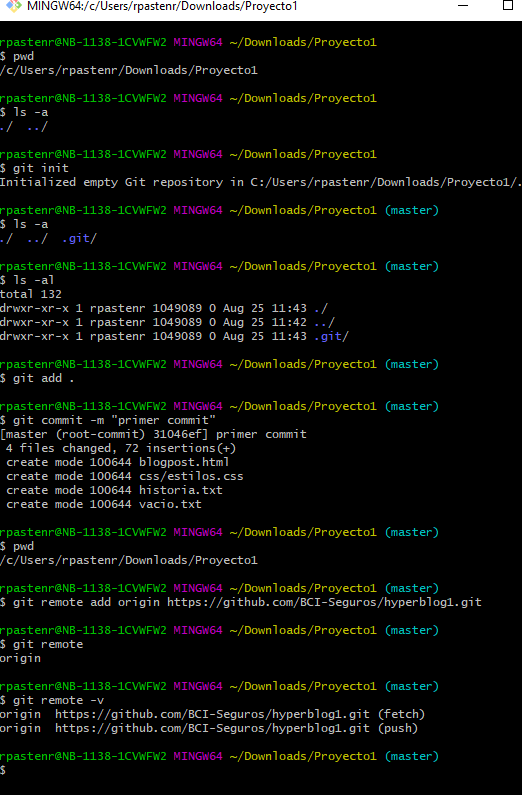 MINGW64:/c/Users/rpastenr/Downloads/Proyecto1
rpastenr@NB-1138-1CVWFW2 MINGW64 ~/Downloads/Proyecto1
$ pwd
/c/Users/rpastenr/Downloads/Proyecto1
rpastenr@NB-1138-1CVWFW2 MINGW64 ~/Downloads/Proyecto1
$ ls -a
./  ../
rpastenr@NB-1138-1CVWFW2 MINGW64 ~/Downloads/Proyecto1
$ git init
Initialized empty Git repository in C:/Users/rpastenr/Downloads/Proyecto1/.
rpastenr@NB-1138-1CVWFW2 MINGW64 ~/Downloads/Proyecto1 (master)
$ ls -a
./  ../  .git/
rpastenr@NB-1138-1CVWFW2 MINGW64 ~/Downloads/Proyecto1 (master)
$ ls -al
total 132
drwxr-xr-x 1 rpastenr 1049089 0 Aug 25 11:43 ./
drwxr-xr-x 1 rpastenr 1049089 0 Aug 25 11:42 ../
drwxr-xr-x 1 rpastenr 1049089 0 Aug 25 11:43 .git/
rpastenr@NB-1138-1CVWFW2 MINGW64 ~/Downloads/Proyecto1 (master)
$ git add .
rpastenr@NB-1138-1CVWFW2 MINGW64 ~/Downloads/Proyecto1 (master)
$ git commit -m "primer commit"
[master (root-commit) 31046ef] primer commit
 4 files changed, 72 insertions(+)
 create mode 100644 blogpost.html
 create mode 100644 css/estilos.css
 create mode 100644 historia.txt
 create mode 100644 vacio.txt
rpastenr@NB-1138-1CVWFW2 MINGW64 ~/Downloads/Proyecto1 (master)
$ pwd
/c/Users/rpastenr/Downloads/Proyecto1
rpastenr@NB-1138-1CVWFW2 MINGW64 ~/Downloads/Proyecto1 (master)
$ git remote add origin https://github.com/BCI-Seguros/hyperblog1.git
rpastenr@NB-1138-1CVWFW2 MINGW64 ~/Downloads/Proyecto1 (master)
$ git remote
origin
rpastenr@NB-1138-1CVWFW2 MINGW64 ~/Downloads/Proyecto1 (master)
$ git remote -v
origin  https://github.com/BCI-Seguros/hyperblog1.git (fetch)
origin  https://github.com/BCI-Seguros/hyperblog1.git (push)
rpastenr@NB-1138-1CVWFW2 MINGW64 ~/Downloads/Proyecto1 (master)
$